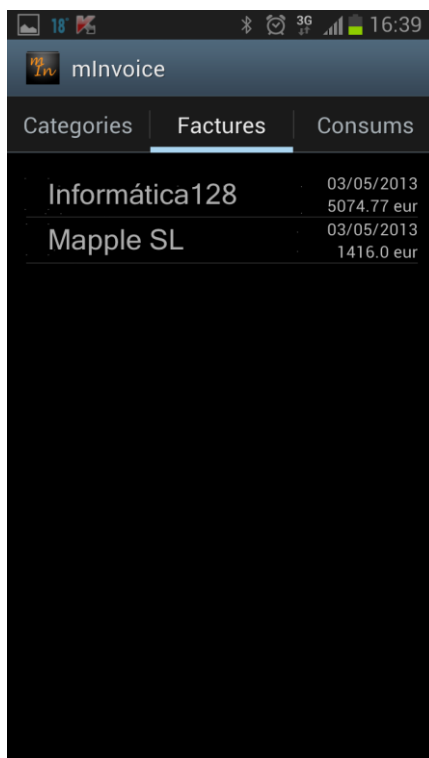 18° 3G 16:39
mIn mInvoice
Categories Factures Consums
Informática128 03/05/2013
5074.77 eur
Mapple SL 03/05/2013
1416.0 eur